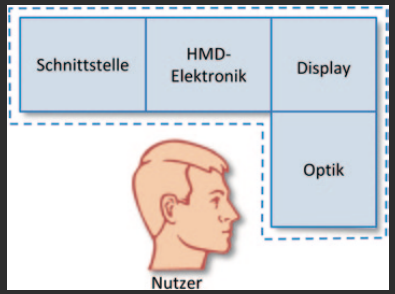 Schnittstelle
HMD-
Elektronik
Display
Optik
Nutzer